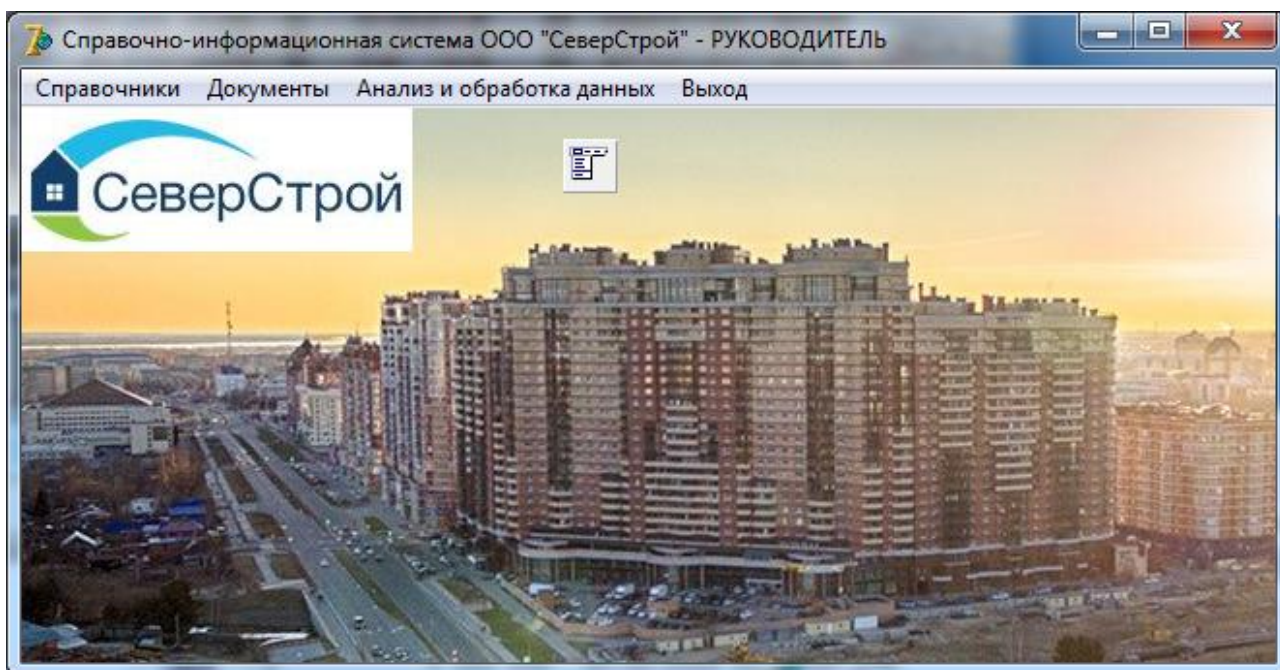 Справочно-информационная система ООО "СеверСтрой" - РУКОВОДИТЕЛЬ
Справочники Документы Анализ и обработка данных Выход
СеверСтрой